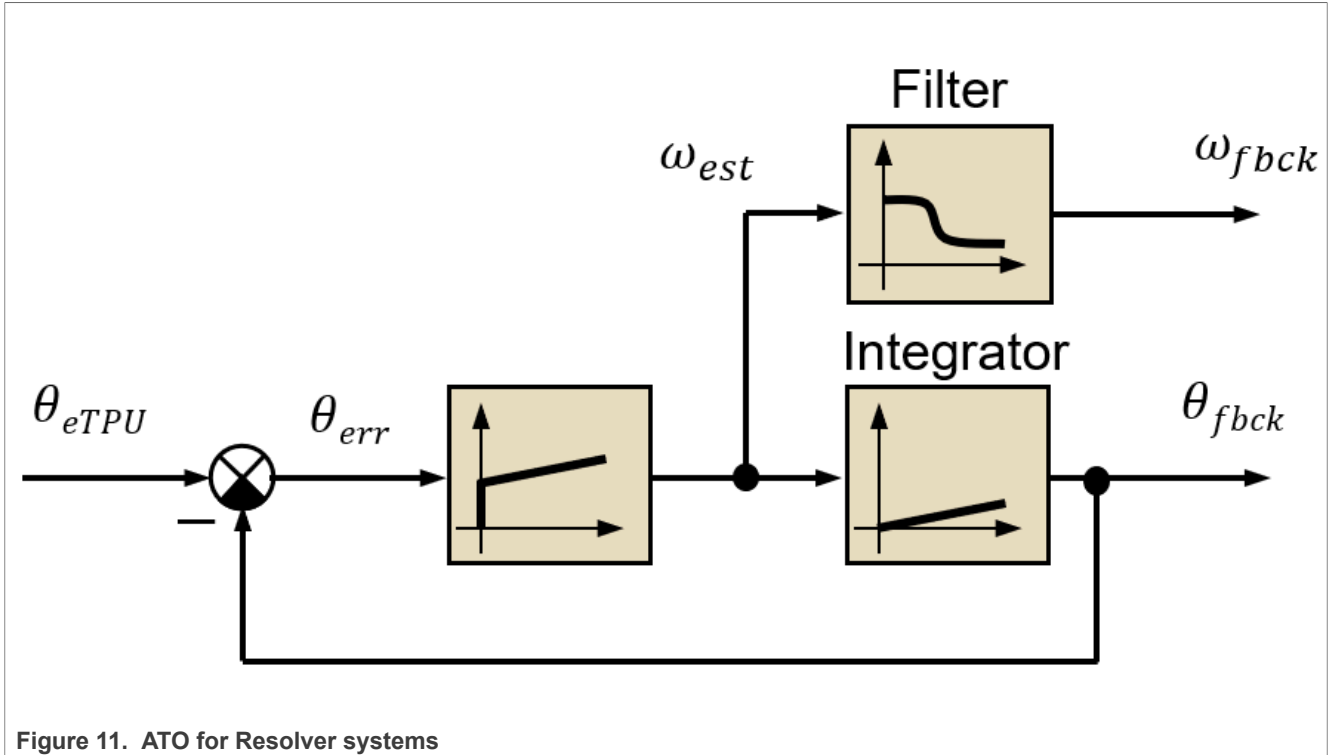 Filter
ω_est
ω_fbck
Integrator
θ_eTPU
θ_err
θ_fbck
−
Figure 11. ATO for Resolver systems